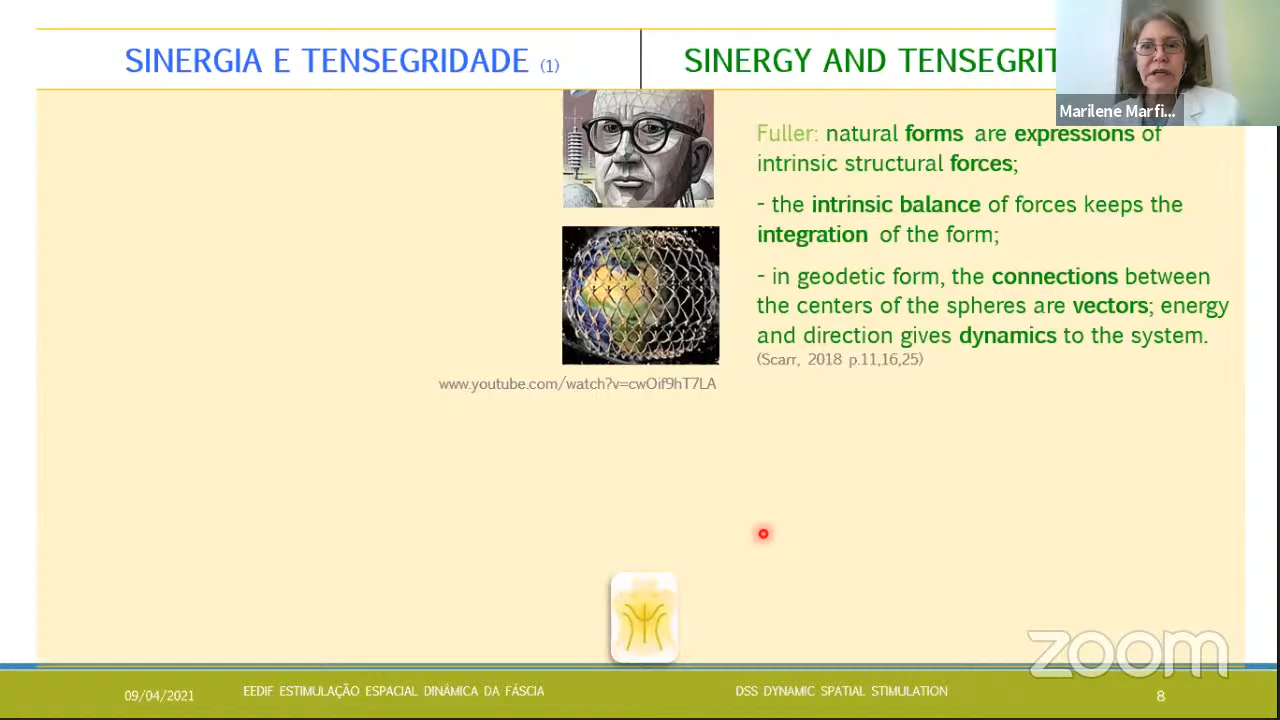 SINERGIA E TENSEGRIDADE (1)
SINERGY AND TENSEGRIT
Marilene Marfi...
Fuller: natural forms are expressions of
intrinsic structural forces;
- the intrinsic balance of forces keeps the
integration of the form;
- in geodetic form, the connections between
the centers of the spheres are vectors; energy
and direction gives dynamics to the system.
(Scarr, 2018 p.11,16,25)
www.youtube.com/watch?v=cwOif9hT7LA
zoom
09/04/2021
EEDIF ESTIMULAÇÃO ESPACIAL DINÂMICA DA FÁSCIA
DSS DYNAMIC SPATIAL STIMULATION
8